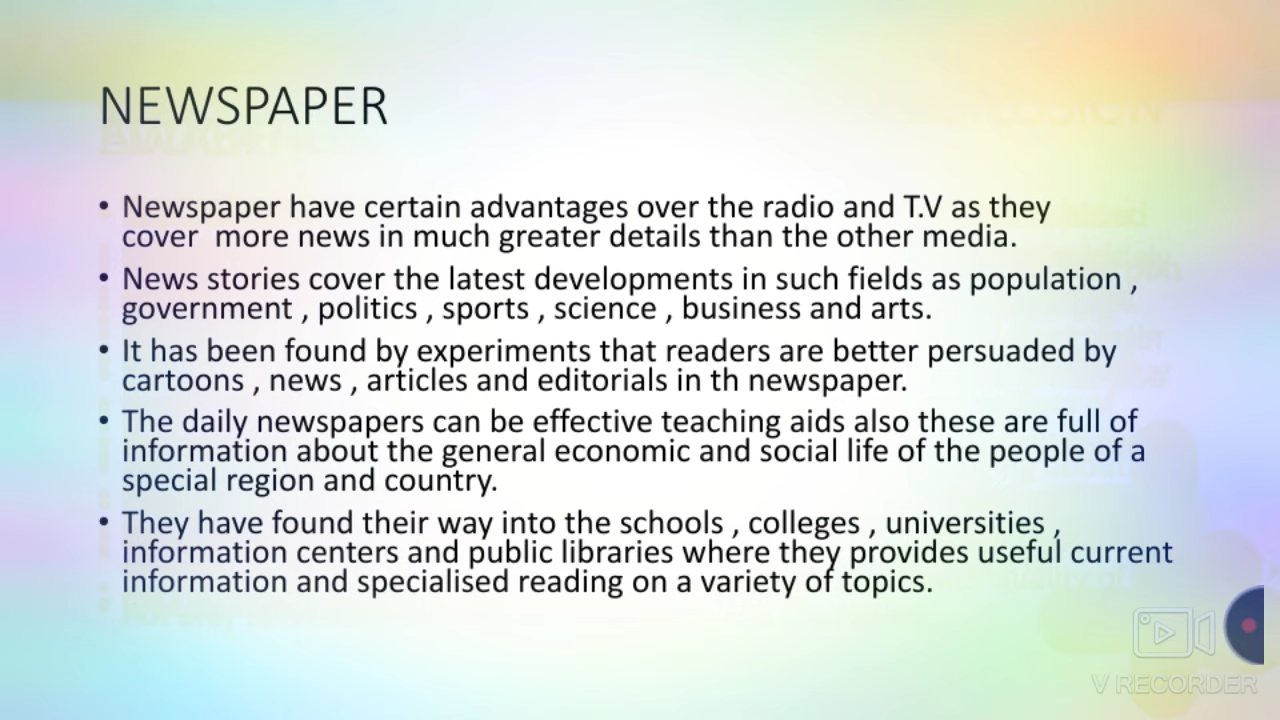 NEWSPAPER
• Newspaper have certain advantages over the radio and T.V as they
cover  more news in much greater details than the other media.
• News stories cover the latest developments in such fields as population ,
government , politics , sports , science , business and arts.
• It has been found by experiments that readers are better persuaded by
cartoons , news , articles and editorials in th newspaper.
• The daily newspapers can be effective teaching aids also these are full of
information about the general economic and social life of the people of a
special region and country.
• They have found their way into the schools , colleges , universities ,
information centers and public libraries where they provides useful current
information and specialised reading on a variety of topics.
V RECORDER